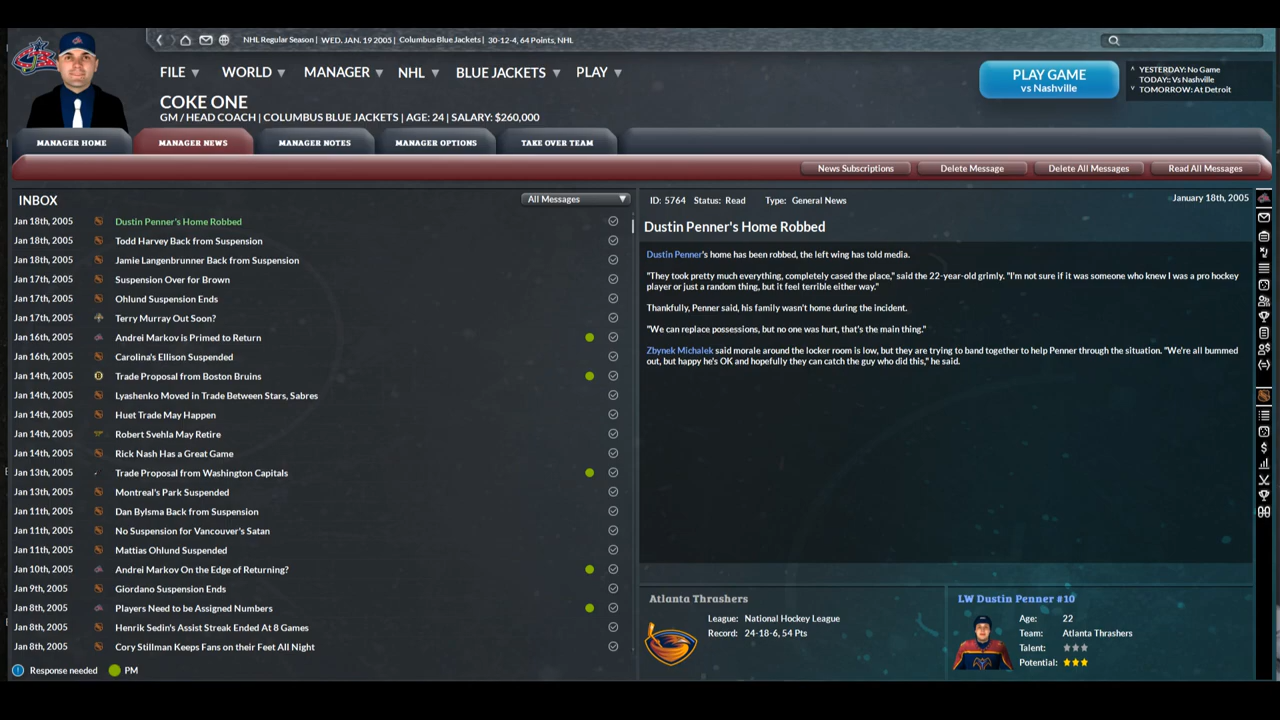 NHL Regular Season | WED. JAN. 19 2005 | Columbus Blue Jackets | 30-12-4, 64 Points, NHL
FILE
WORLD
MANAGER
NHL
BLUE JACKETS
PLAY
PLAY GAME
vs Nashville
YESTERDAY: No Game
TODAY:: Vs Nashville
TOMORROW: At Detroit
COKE ONE
GM / HEAD COACH | COLUMBUS BLUE JACKETS | AGE: 24 | SALARY: $260,000
MANAGER HOME
MANAGER NEWS
MANAGER NOTES
MANAGER OPTIONS
TAKE OVER TEAM
News Subscriptions
Delete Message
Delete All Messages
Read All Messages
INBOX
All Messages
Jan 18th, 2005 Dustin Penner's Home Robbed
Jan 18th, 2005 Todd Harvey Back from Suspension
Jan 18th, 2005 Jamie Langenbrunner Back from Suspension
Jan 17th, 2005 Suspension Over for Brown
Jan 17th, 2005 Ohlund Suspension Ends
Jan 17th, 2005 Terry Murray Out Soon?
Jan 16th, 2005 Andrei Markov is Primed to Return
Jan 16th, 2005 Carolina's Ellison Suspended
Jan 14th, 2005 Trade Proposal from Boston Bruins
Jan 14th, 2005 Lyashenko Moved in Trade Between Stars, Sabres
Jan 14th, 2005 Huet Trade May Happen
Jan 14th, 2005 Robert Svehla May Retire
Jan 14th, 2005 Rick Nash Has a Great Game
Jan 13th, 2005 Trade Proposal from Washington Capitals
Jan 13th, 2005 Montreal's Park Suspended
Jan 11th, 2005 Dan Bylsma Back from Suspension
Jan 11th, 2005 No Suspension for Vancouver's Satan
Jan 11th, 2005 Mattias Ohlund Suspended
Jan 10th, 2005 Andrei Markov On the Edge of Returning?
Jan 9th, 2005 Giordano Suspension Ends
Jan 8th, 2005 Players Need to be Assigned Numbers
Jan 8th, 2005 Henrik Sedin's Assist Streak Ended At 8 Games
Jan 8th, 2005 Cory Stillman Keeps Fans on their Feet All Night
Response needed
PM
ID: 5764 Status: Read Type: General News
January 18th, 2005
Dustin Penner's Home Robbed
Dustin Penner's home has been robbed, the left wing has told media.
"They took pretty much everything, completely cased the place," said the 22-year-old grimly. "I'm not sure if it was someone who knew I was a pro hockey
player or just a random thing, but it feel terrible either way."
Thankfully, Penner said, his family wasn't home during the incident.
"We can replace possessions, but no one was hurt, that's the main thing."
Zbynek Michalek said morale around the locker room is low, but they are trying to band together to help Penner through the situation. "We're all bummed
out, but happy he's OK and hopefully they can catch the guy who did this," he said.
Atlanta Thrashers
League: National Hockey League
Record: 24-18-6, 54 Pts
LW Dustin Penner #10
Age: 22
Team: Atlanta Thrashers
Talent:
Potential: